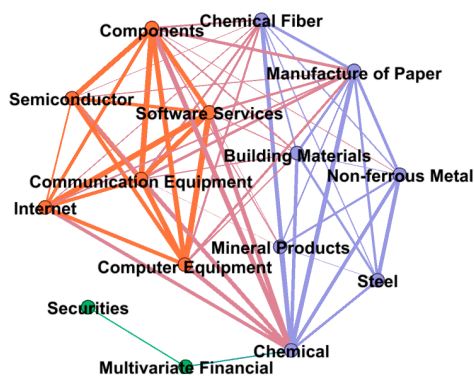 Chemical Fiber
Components
Manufacture of Paper
Semiconductor
Software Services
Building Materials
Non-ferrous Metal
Communication Equipment
Internet
Mineral Products
Computer Equipment
Steel
Securities
Chemical
Multivariate Financial